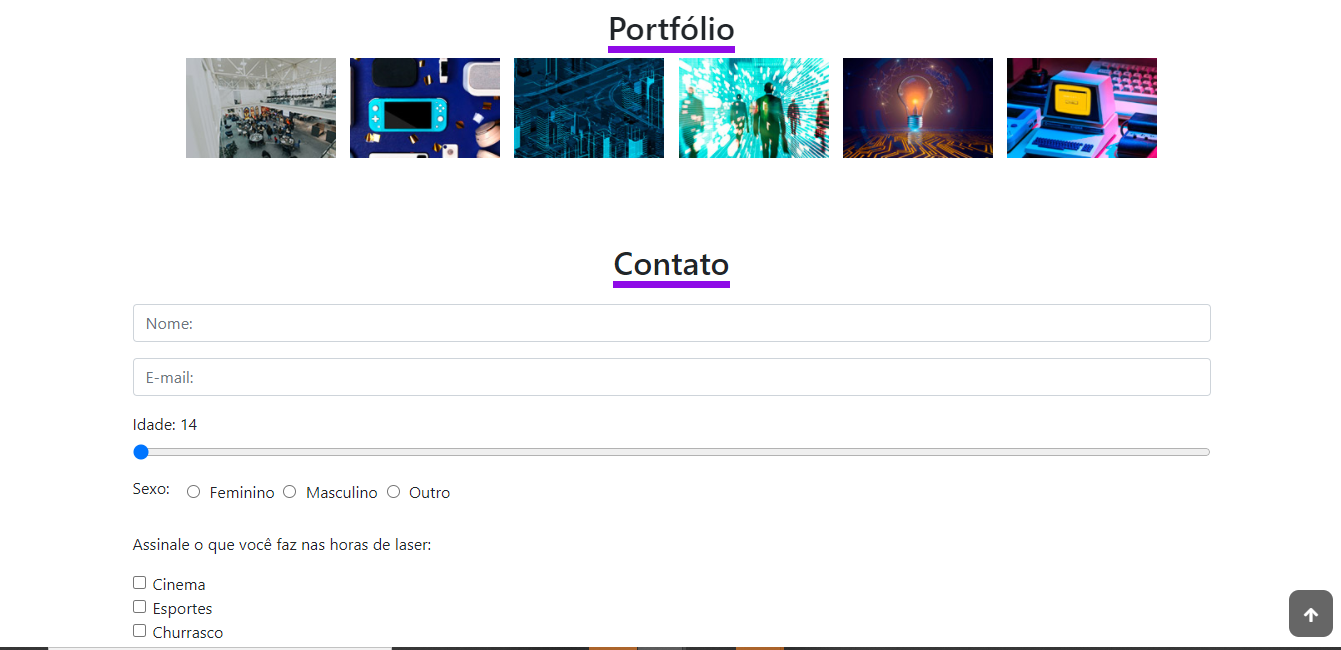 Portfólio
Contato
Nome:
E-mail:
Idade: 14
Sexo: Feminino Masculino Outro
Assinale o que você faz nas horas de laser:
Cinema
Esportes
Churrasco